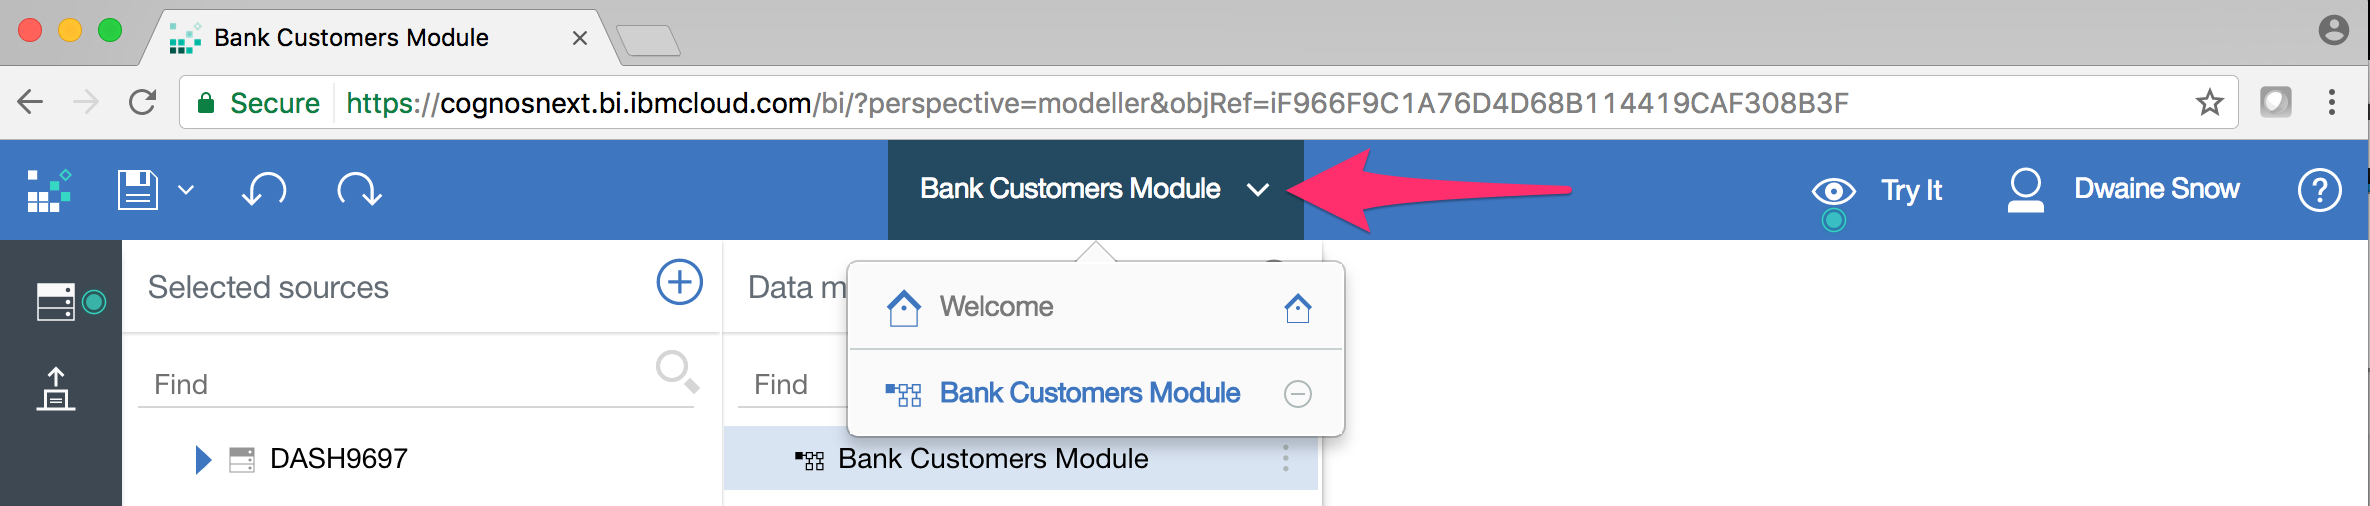 Bank Customers Module
Secure https://cognosnext.bi.ibmcloud.com/bi/?perspective=modeller&objRef=iF966F9C1A76D4D68B114419CAF308B3F
Bank Customers Module
Try It
Dwaine Snow
?
Selected sources
Data m
Welcome
Find
Find
Bank Customers Module
DASH9697
Bank Customers Module